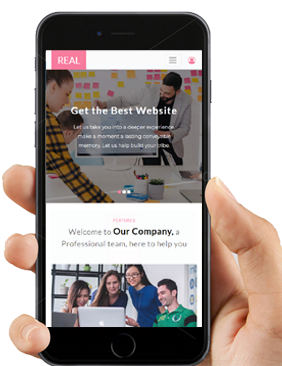 REAL
Get the Best Website
Let us take you into a deeper experience
make a moment a lasting
memory. Let us help build your tribe.
FEATURES
Welcome to Our Company, a
Professional team, here to help you